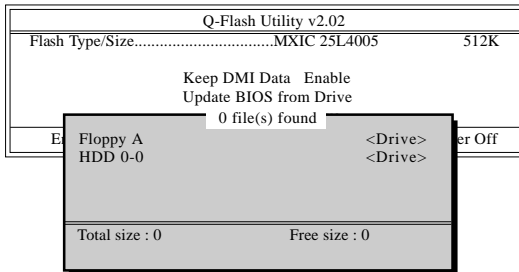 Q-Flash Utility v2.02
Flash Type/Size.................................MXIC 25L4005 512K
Keep DMI Data Enable
Update BIOS from Drive
0 file(s) found
Floppy A <Drive>
HDD 0-0 <Drive>
Total size : 0 Free size : 0